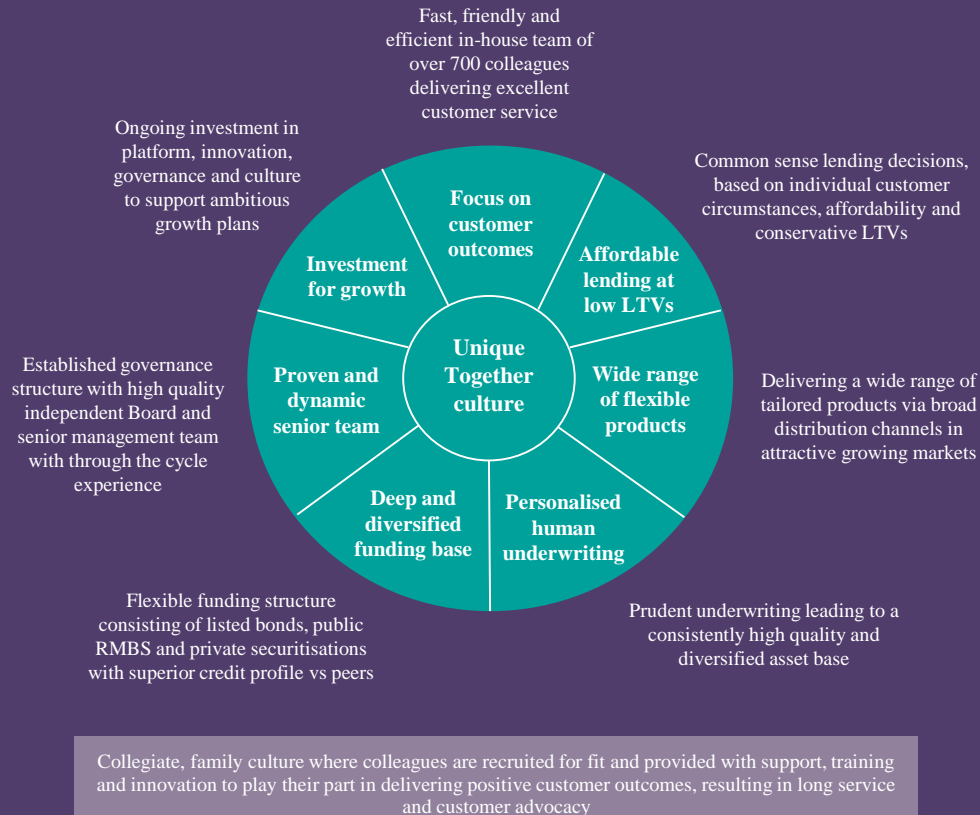 Fast, friendly and
efficient in-house team of
over 700 colleagues
delivering excellent
customer service
Ongoing investment in
platform, innovation,
governance and culture
to support ambitious
growth plans
Common sense lending decisions,
based on individual customer
circumstances, affordability and
conservative LTVs
Focus on
customer
outcomes
Investment
for growth
Affordable
lending at
low LTVs
Unique
Together
culture
Established governance
structure with high quality
independent Board and
senior management team
with through the cycle
experience
Proven and
dynamic
senior team
Wide range
of flexible
products
Delivering a wide range of
tailored products via broad
distribution channels in
attractive growing markets
Deep and
diversified
funding base
Personalised
human
underwriting
Flexible funding structure
consisting of listed bonds, public
RMBS and private securitisations
with superior credit profile vs peers
Prudent underwriting leading to a
consistently high quality and
diversified asset base
Collegiate, family culture where colleagues are recruited for fit and provided with support, training
and innovation to play their part in delivering positive customer outcomes, resulting in long service
and customer advocacy